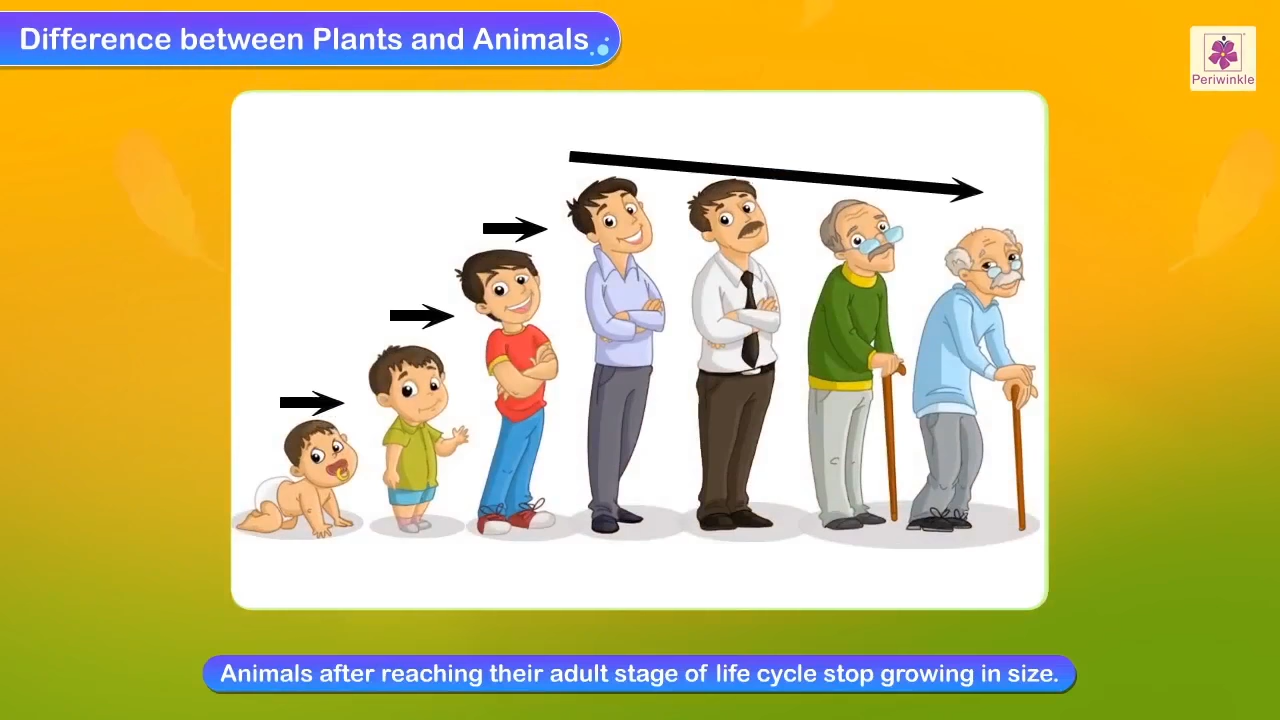 Difference between Plants and Animals
Periwinkle
Animals after reaching their adult stage of life cycle stop growing in size.